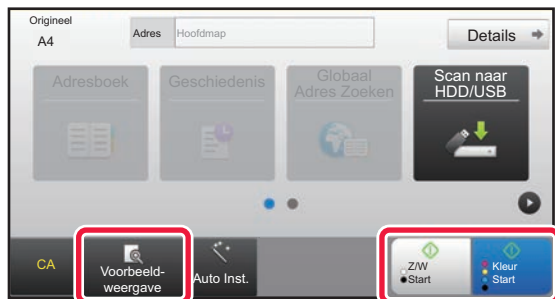 Origineel
A4
Adres
Hoofdmap
Details
Adresboek
Geschiedenis
Globaal
Adres Zoeken
Scan naar
HDD/USB
CA
Voorbeeld-
weergave
Auto Inst.
Z/W
Start
Kleur
Start